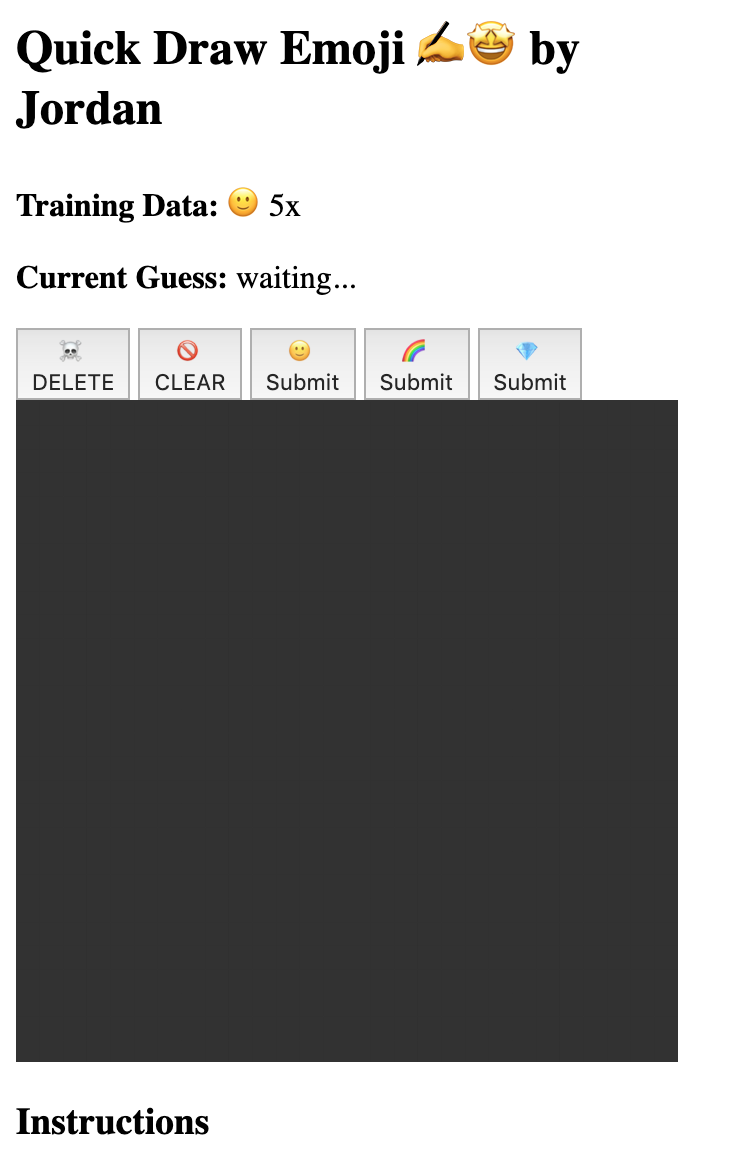 Quick Draw Emoji ✍️🤩 by
Jordan
Training Data: 🙂 5x
Current Guess: waiting...
☠️ 🚫 🙂 🌈 💎
DELETE CLEAR Submit Submit Submit
Instructions